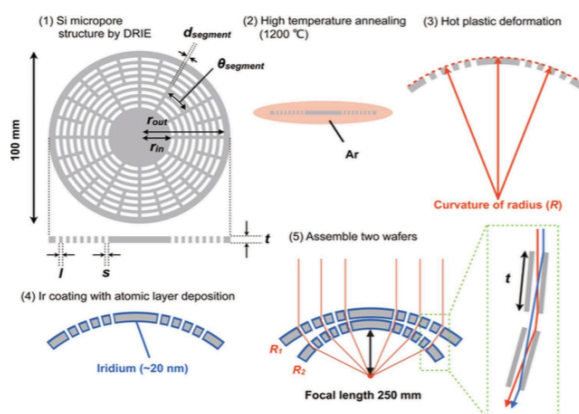 (1) Si micropore
structure by DRIE
d_segment
θ_segment
r_out
r_in
100 mm
t
l
s
(2) High temperature annealing
(1200 ℃)
Ar
(3) Hot plastic deformation
Curvature of radius (R)
(4) Ir coating with atomic layer deposition
Iridium (~20 nm)
(5) Assemble two wafers
R₁
R₂
Focal length 250 mm
t